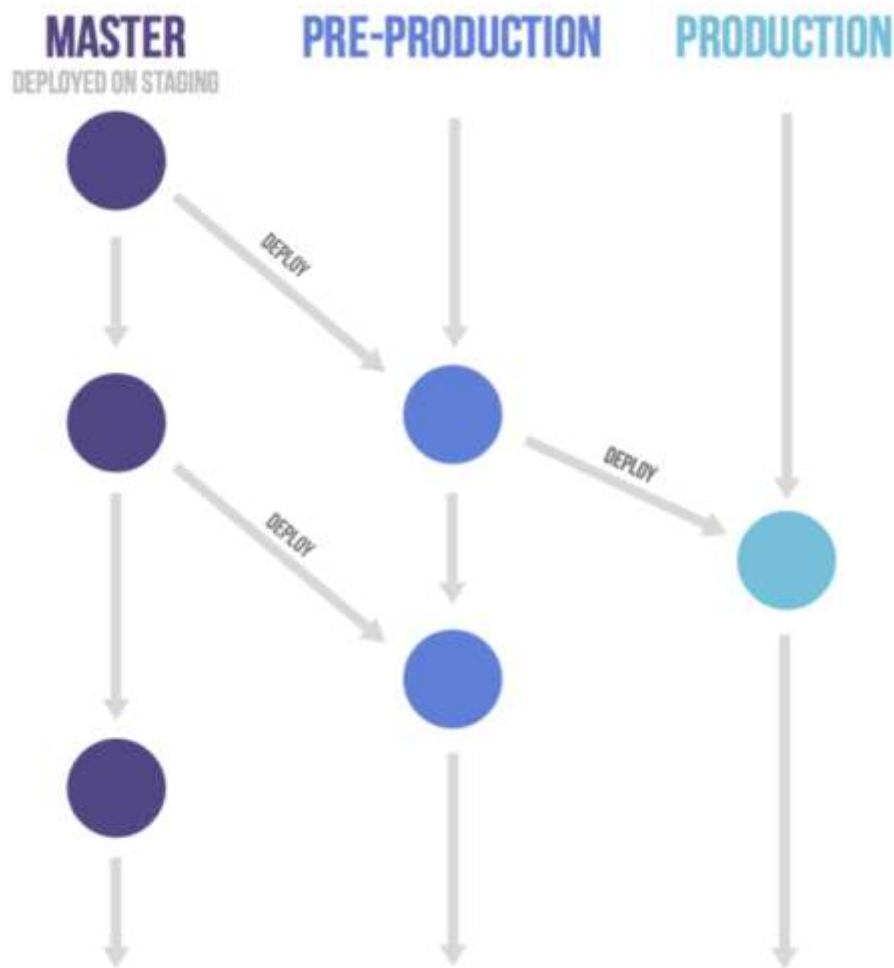 MASTER
DEPLOYED ON STAGING
PRE-PRODUCTION
PRODUCTION
DEPLOY
DEPLOY
DEPLOY